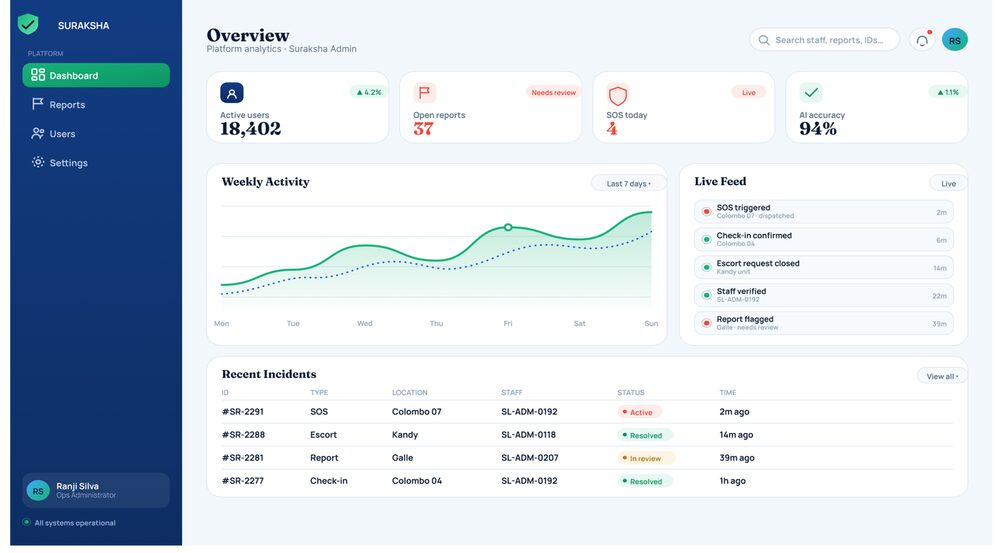 SURAKSHA
PLATFORM
Dashboard
Reports
Users
Settings
Ranji Silva
RS
Ops Administrator
All systems operational
Overview
Platform analytics · Suraksha Admin
Search staff, reports, IDs...
RS
▲ 4.2%
Active users
18,402
Needs review
Open reports
37
Live
SOS today
4
▲ 1.1%
AI accuracy
94%
Weekly Activity
Last 7 days
Mon Tue Wed Thu Fri Sat Sun
Live Feed
Live
SOS triggered
Colombo 07 · dispatched
2m
Check-in confirmed
Colombo 04
6m
Escort request closed
Kandy unit
14m
Staff verified
SL-ADM-0192
22m
Report flagged
Galle · needs review
39m
Recent Incidents
View all
ID TYPE LOCATION STAFF STATUS TIME
#SR-2291 SOS Colombo 07 SL-ADM-0192 Active 2m ago
#SR-2288 Escort Kandy SL-ADM-0118 Resolved 14m ago
#SR-2281 Report Galle SL-ADM-0207 In review 39m ago
#SR-2277 Check-in Colombo 04 SL-ADM-0192 Resolved 1h ago